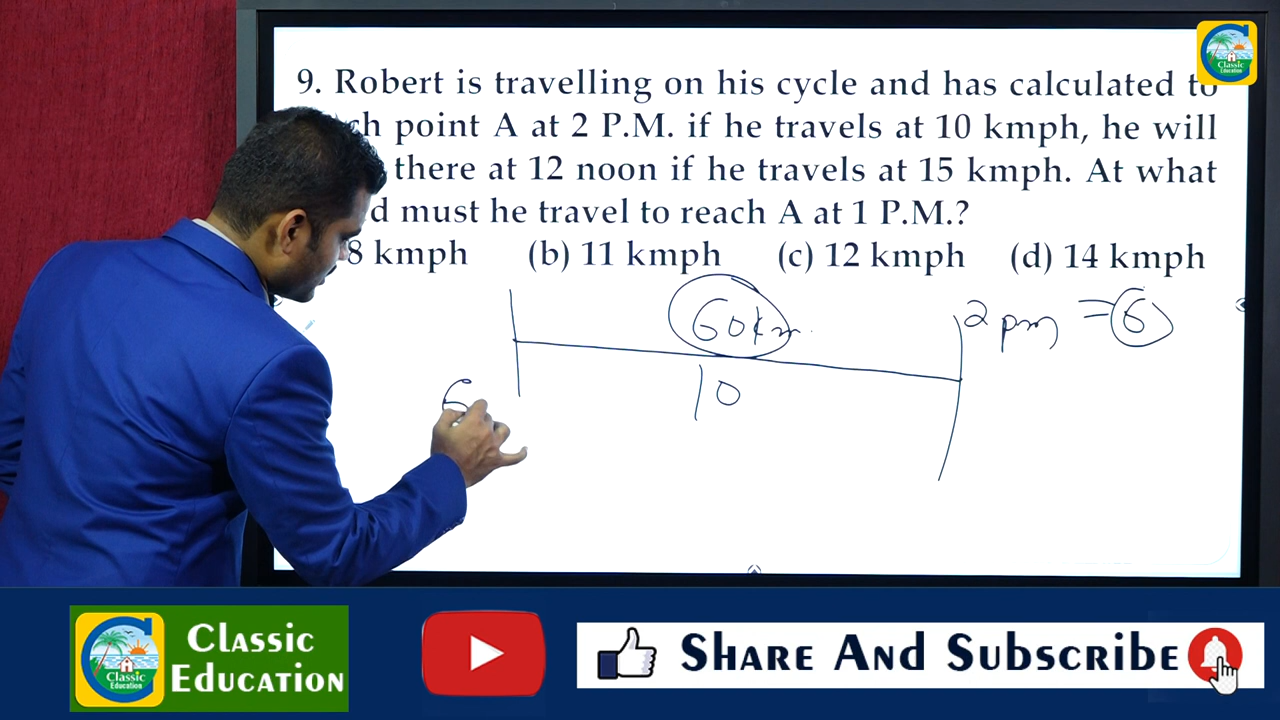 Classic
Education
9. Robert is travelling on his cycle and has calculated to
ch point A at 2 P.M. if he travels at 10 kmph, he will
there at 12 noon if he travels at 15 kmph. At what
d must he travel to reach A at 1 P.M.?
8 kmph (b) 11 kmph (c) 12 kmph (d) 14 kmph
60km
2 pm = 6
10
6
Classic
Education
Classic
Education
Share And Subscribe